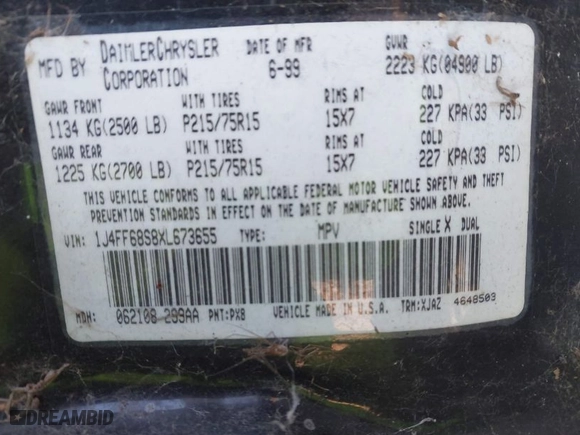 MFD BY DAIMLERCHRYSLER CORPORATION DATE OF MFR 6-99 GVWR 2223 KG(04900 LB)
GAWR FRONT WITH TIRES RIMS AT COLD
1134 KG(2500 LB) P215/75R15 15X7 227 KPA(33 PSI)
GAWR REAR WITH TIRES RIMS AT COLD
1225 KG(2700 LB) P215/75R15 15X7 227 KPA(33 PSI)
THIS VEHICLE CONFORMS TO ALL APPLICABLE FEDERAL MOTOR VEHICLE SAFETY AND THEFT
PREVENTION STANDARDS IN EFFECT ON THE DATE OF MANUFACTURE SHOWN ABOVE.
VIN: 1J4FF68S8XL673655 TYPE: MPV SINGLE X DUAL
MDH: 062108 299AA PNT:PX8 VEHICLE MADE IN U.S.A. TRM:XJAZ 4648503
DREAMBID